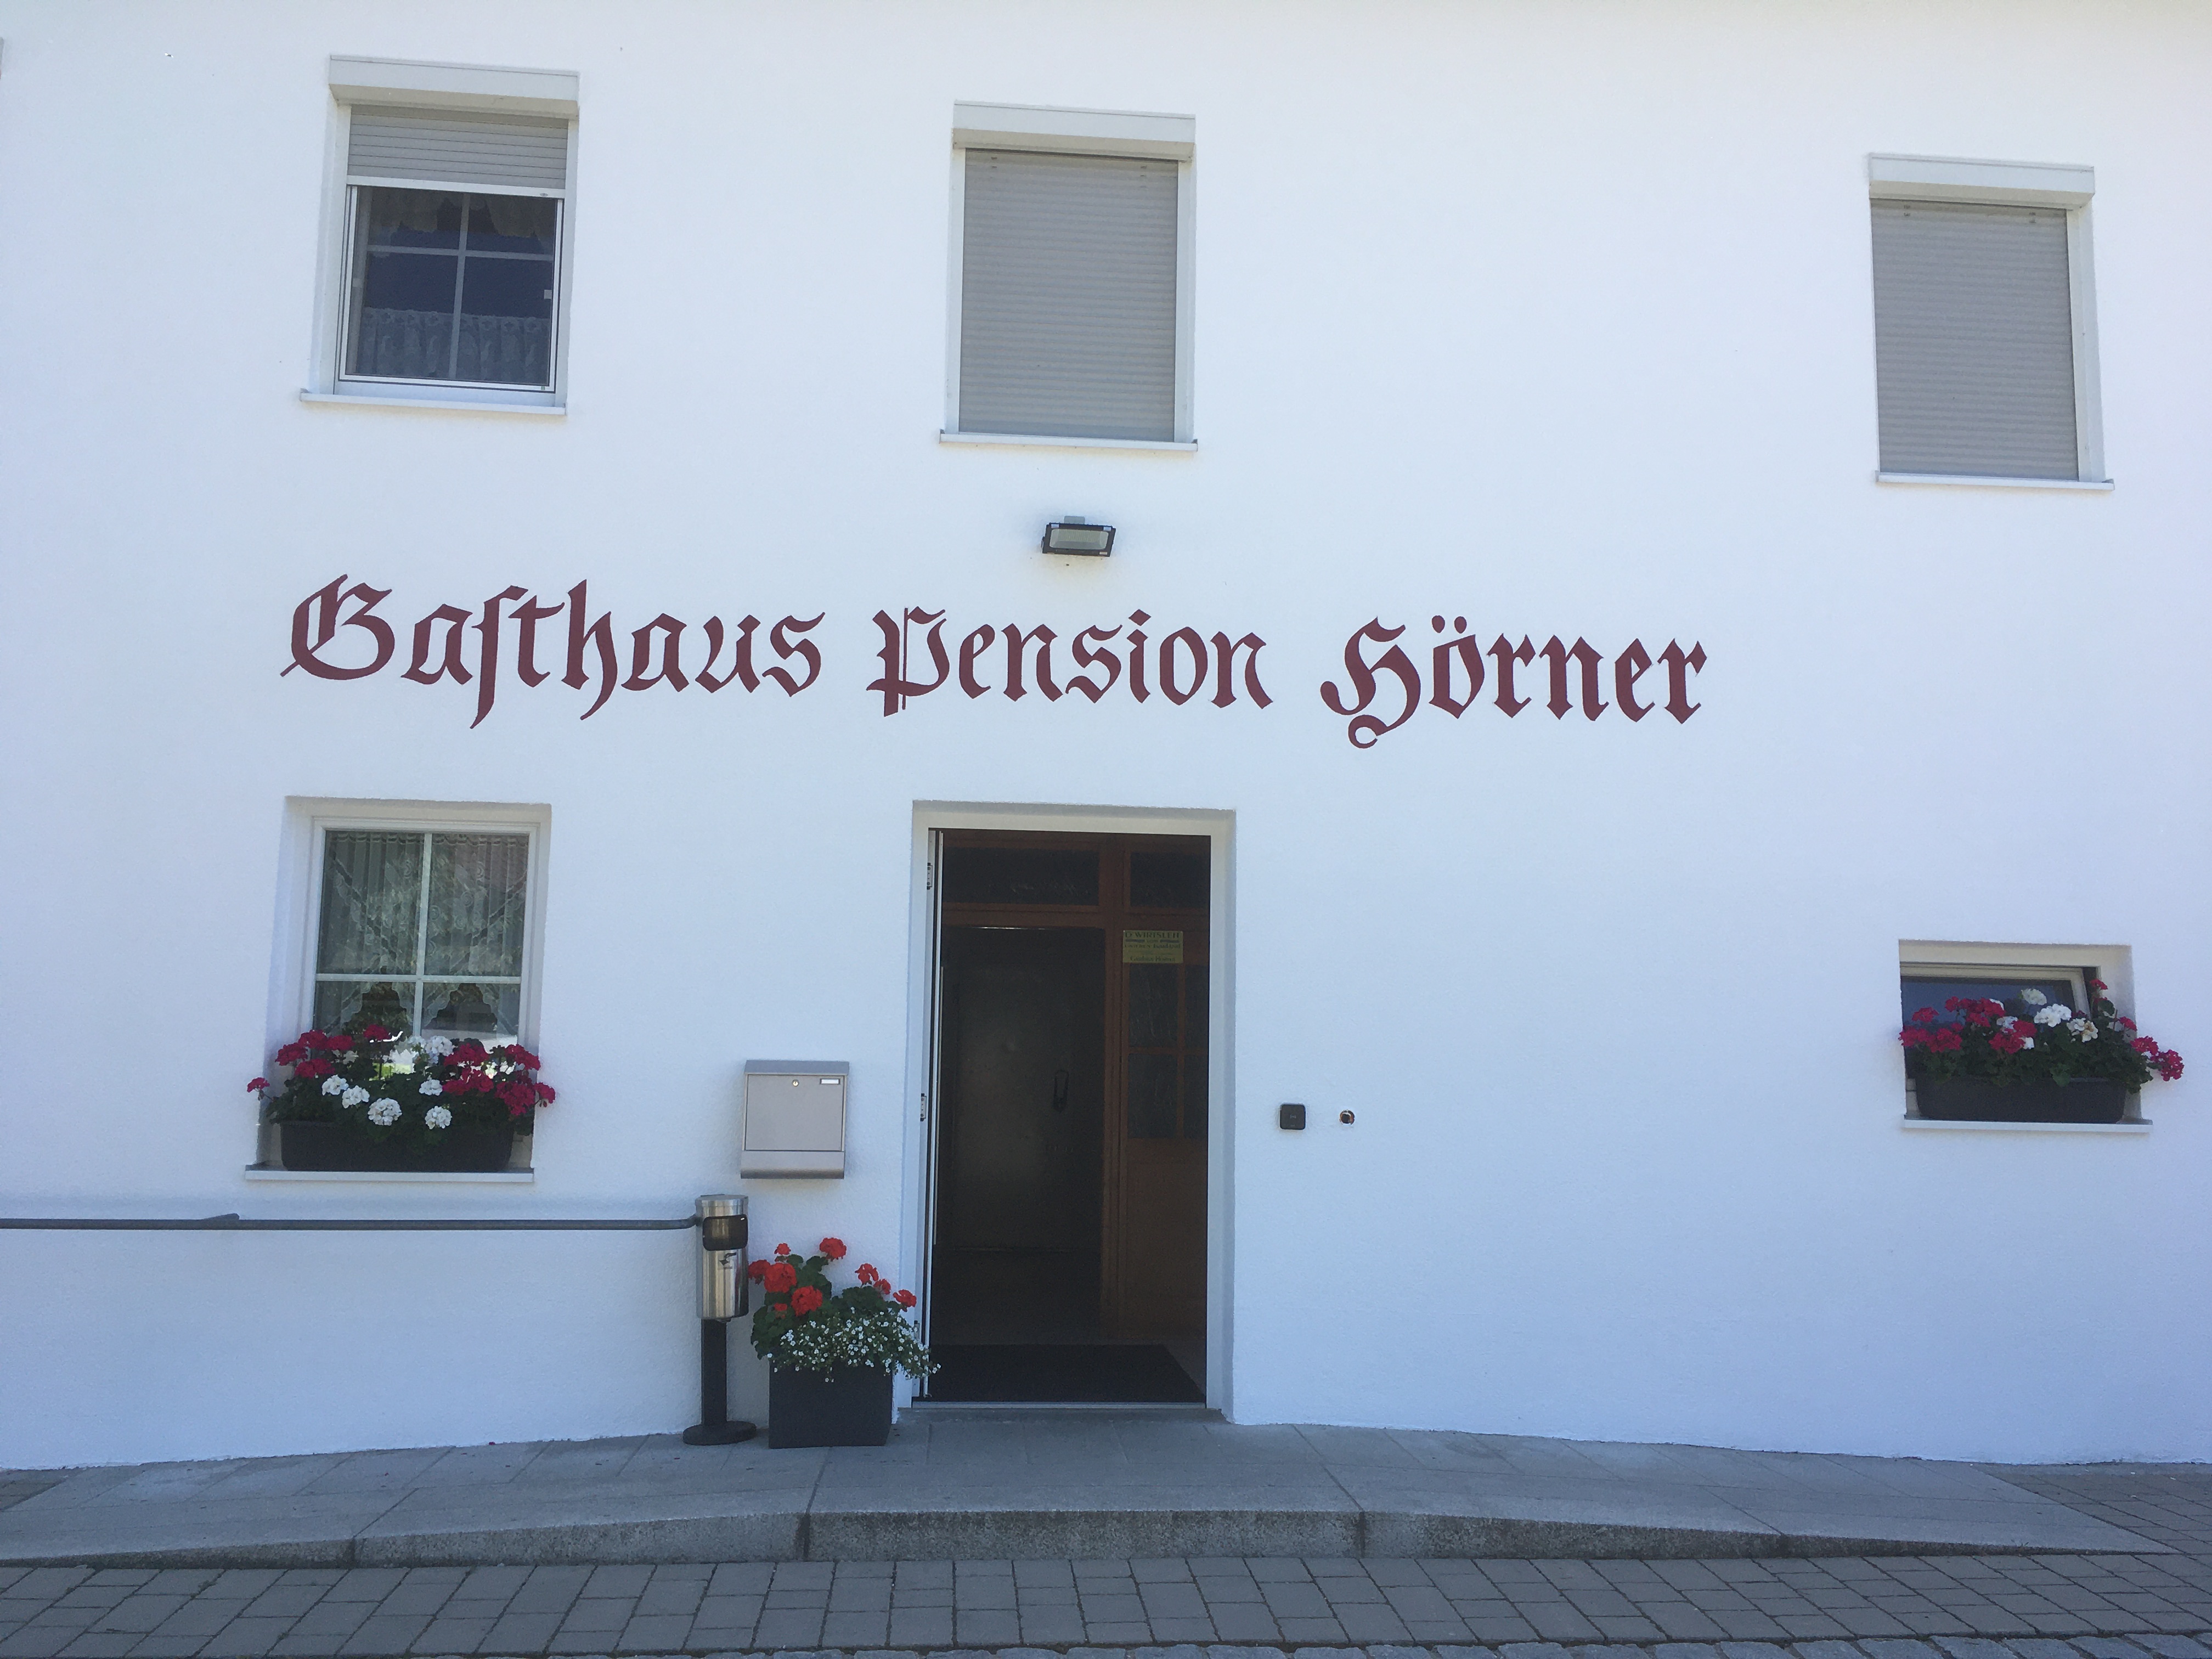 Gaſthaus Pension Hörner